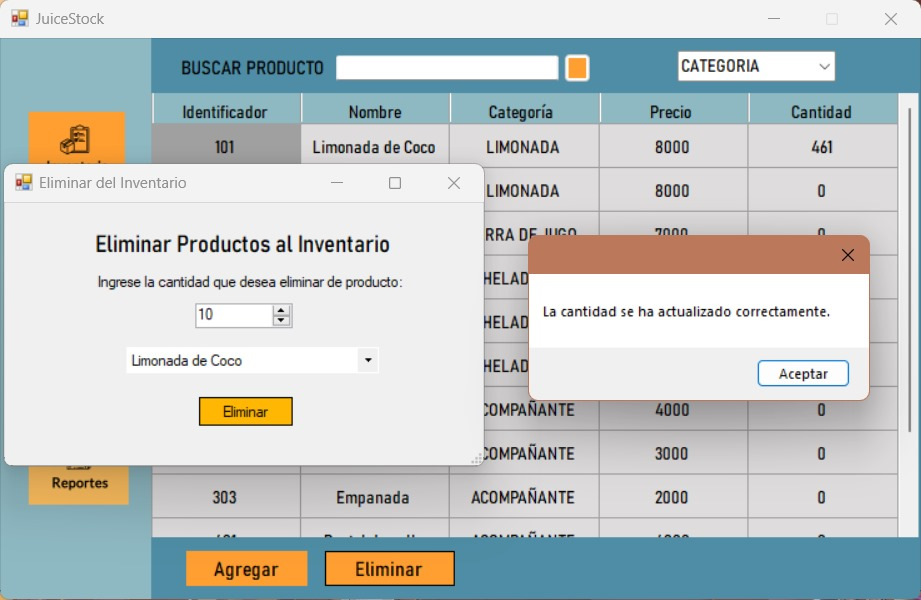 JuiceStock
BUSCAR PRODUCTO
CATEGORIA
Identificador Nombre Categoría Precio Cantidad
101 Limonada de Coco LIMONADA 8000 461
LIMONADA 8000 0
Eliminar del Inventario
Eliminar Productos al Inventario
Ingrese la cantidad que desea eliminar de producto:
10
Limonada de Coco
Eliminar
La cantidad se ha actualizado correctamente.
Aceptar
4000 0
3000 0
Reportes
303 Empanada ACOMPAÑANTE 2000 0
Agregar Eliminar